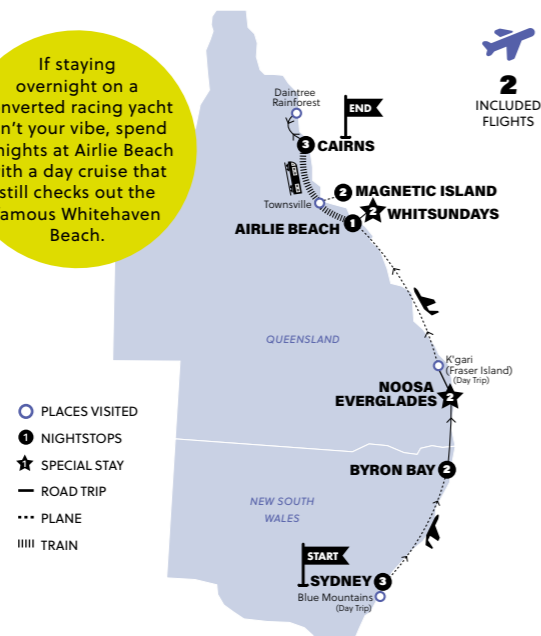 If staying
overnight on a
nverted racing yacht
n't your vibe, spend
nights at Airlie Beach
ith a day cruise that
still checks out the
amous Whitehaven
Beach.
2
INCLUDED
FLIGHTS
Daintree
Rainforest
END
3 CAIRNS
2 MAGNETIC ISLAND
Townsville
2 WHITSUNDAYS
AIRLIE BEACH 1
QUEENSLAND
K'gari
(Fraser Island)
(Day Trip)
NOOSA
EVERGLADES 2
PLACES VISITED
1 NIGHTSTOPS
1 SPECIAL STAY
ROAD TRIP
PLANE
TRAIN
BYRON BAY 2
NEW SOUTH
WALES
START
SYDNEY 3
Blue Mountains
(Day Trip)